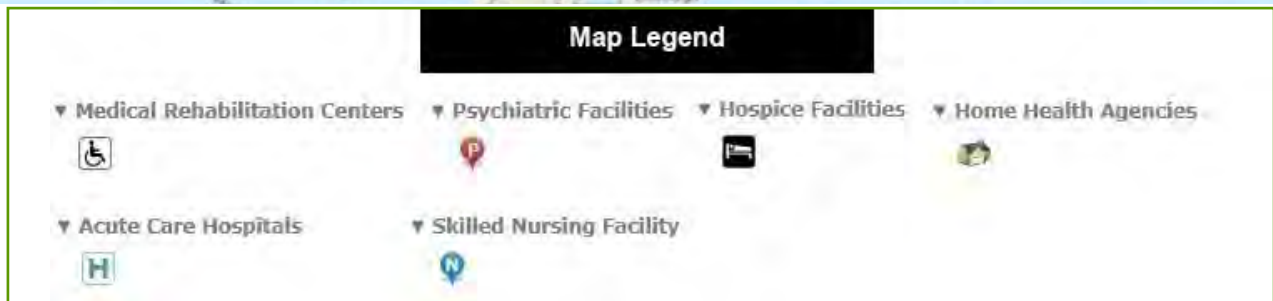 Map Legend
Medical Rehabilitation Centers
Psychiatric Facilities
Hospice Facilities
Home Health Agencies
P
Acute Care Hospitals
Skilled Nursing Facility
H
N